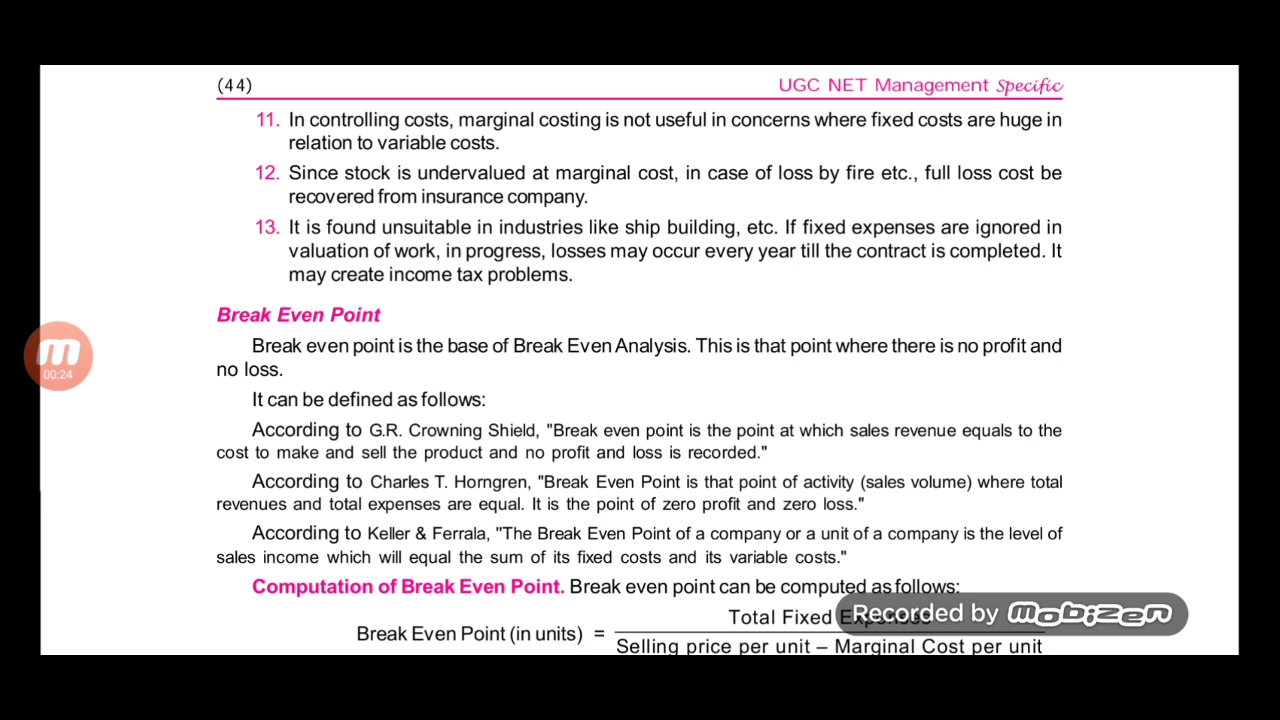 (44) UGC NET Management Specific
11. In controlling costs, marginal costing is not useful in concerns where fixed costs are huge in
relation to variable costs.
12. Since stock is undervalued at marginal cost, in case of loss by fire etc., full loss cost be
recovered from insurance company.
13. It is found unsuitable in industries like ship building, etc. If fixed expenses are ignored in
valuation of work, in progress, losses may occur every year till the contract is completed. It
may create income tax problems.
Break Even Point
Break even point is the base of Break Even Analysis. This is that point where there is no profit and
no loss.
00:24
It can be defined as follows:
According to G.R. Crowning Shield, "Break even point is the point at which sales revenue equals to the
cost to make and sell the product and no profit and loss is recorded."
According to Charles T. Horngren, "Break Even Point is that point of activity (sales volume) where total
revenues and total expenses are equal. It is the point of zero profit and zero loss."
According to Keller & Ferrala, "The Break Even Point of a company or a unit of a company is the level of
sales income which will equal the sum of its fixed costs and its variable costs."
Computation of Break Even Point. Break even point can be computed as follows:
Total Fixed Expenses
Recorded by MOBIZEN
Break Even Point (in units) =
Selling price per unit – Marginal Cost per unit